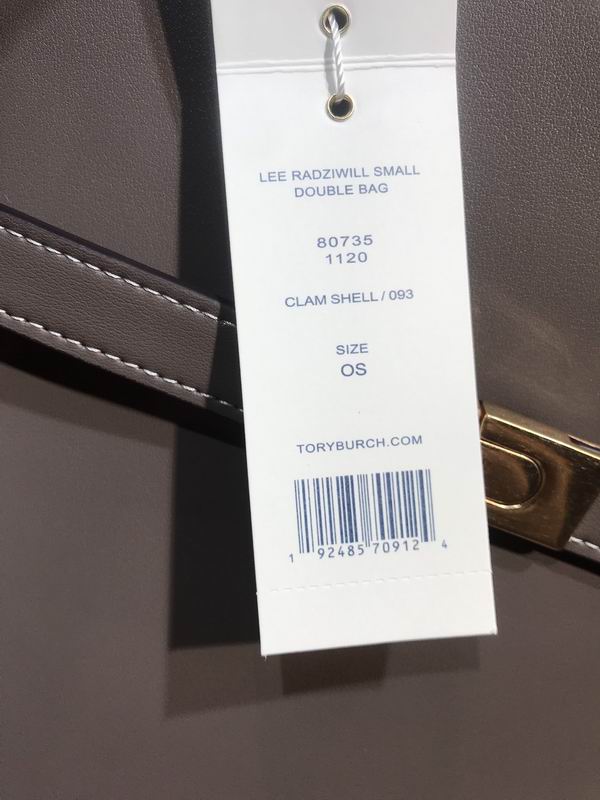 LEE RADZIWILL SMALL
DOUBLE BAG
80735
1120
CLAM SHELL / 093
SIZE
OS
TORYBURCH.COM
1 92485 70912 4